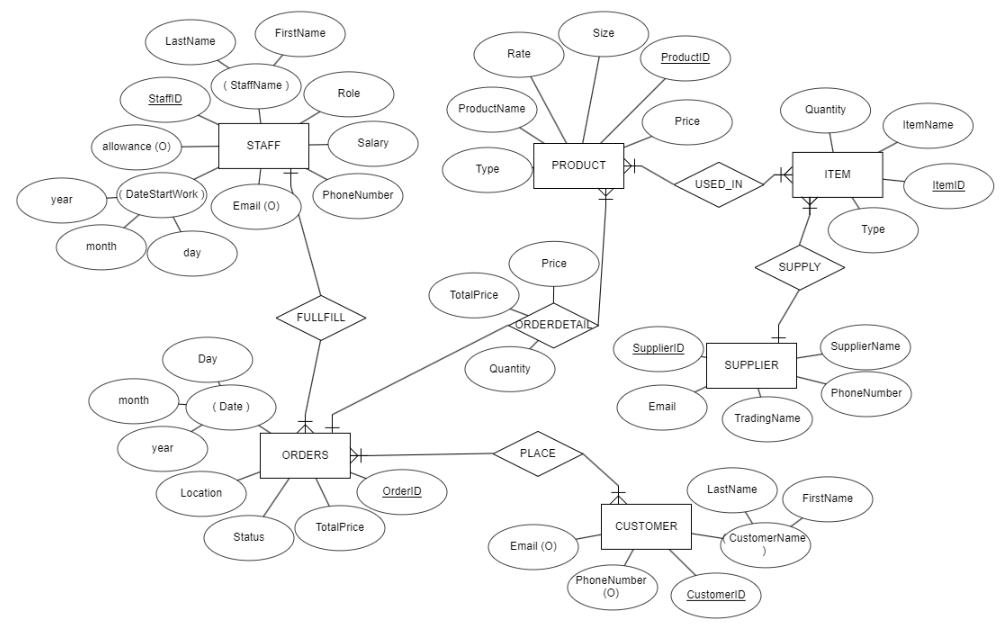 FirstName
LastName
( StaffName )
StaffID
Role
STAFF
allowance (O)
Salary
PhoneNumber
( DateStartWork )
year
month
day
Email (O)
Size
Rate
ProductID
ProductName
Price
PRODUCT
Type
USED_IN
Quantity
ItemName
ITEM
ItemID
Type
SUPPLY
Price
TotalPrice
ORDERDETAIL
Quantity
FULLFILL
SupplierID
SupplierName
SUPPLIER
PhoneNumber
Email
TradingName
Day
month
( Date )
year
ORDERS
Location
OrderID
Status
TotalPrice
PLACE
LastName
FirstName
CUSTOMER
( CustomerName
)
Email (O)
PhoneNumber
(O)
CustomerID